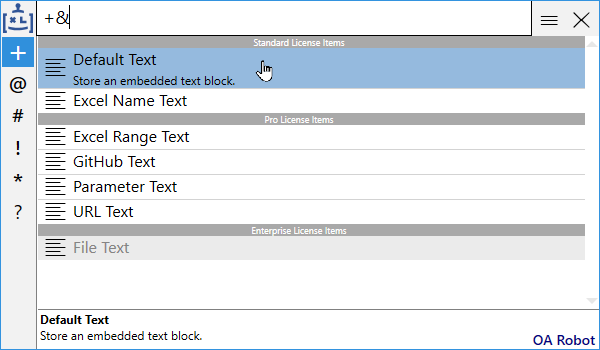 XL
+&
+
@
#
!
*
?
Standard License Items
Default Text
Store an embedded text block.
Excel Name Text
Pro License Items
Excel Range Text
GitHub Text
Parameter Text
URL Text
Enterprise License Items
File Text
Default Text
Store an embedded text block.
OA Robot